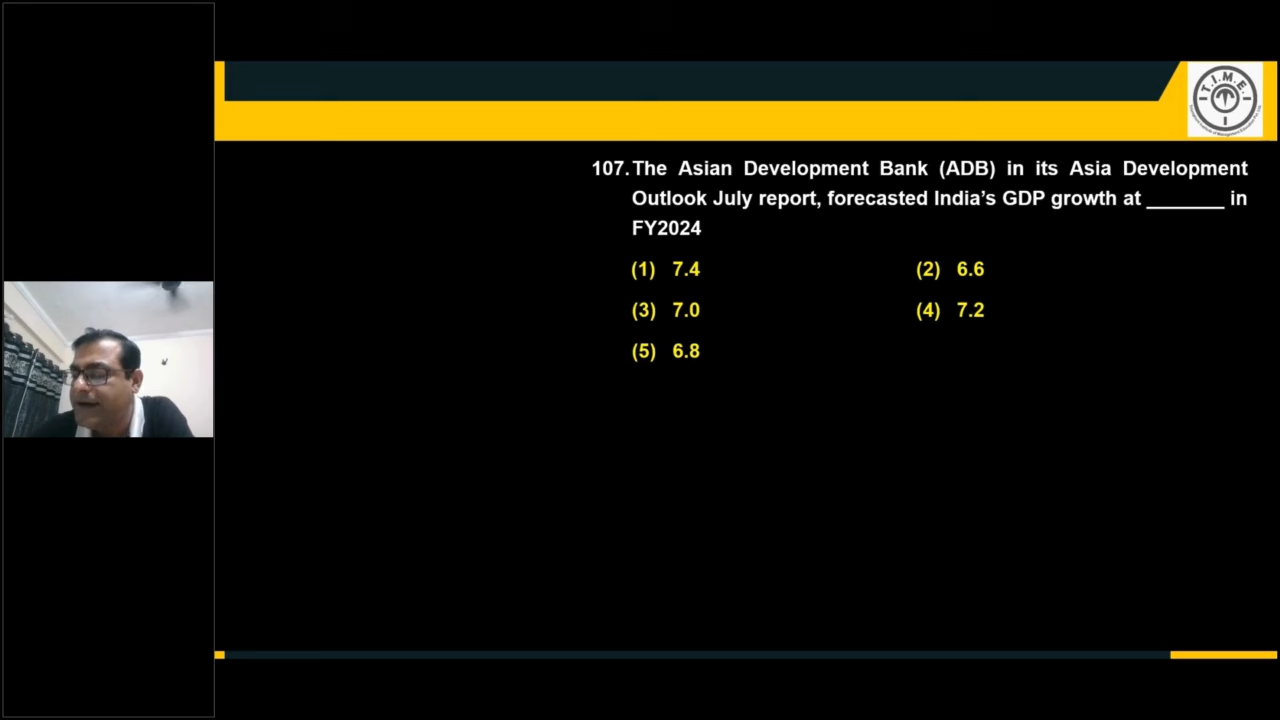 T.I.M.E.
107. The Asian Development Bank (ADB) in its Asia Development
Outlook July report, forecasted India's GDP growth at _______ in
FY2024
(1) 7.4 (2) 6.6
(3) 7.0 (4) 7.2
(5) 6.8